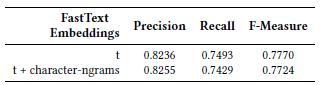 FastText
Embeddings Precision Recall F-Measure
t 0.8236 0.7493 0.7770
t + character-ngrams 0.8255 0.7429 0.7724